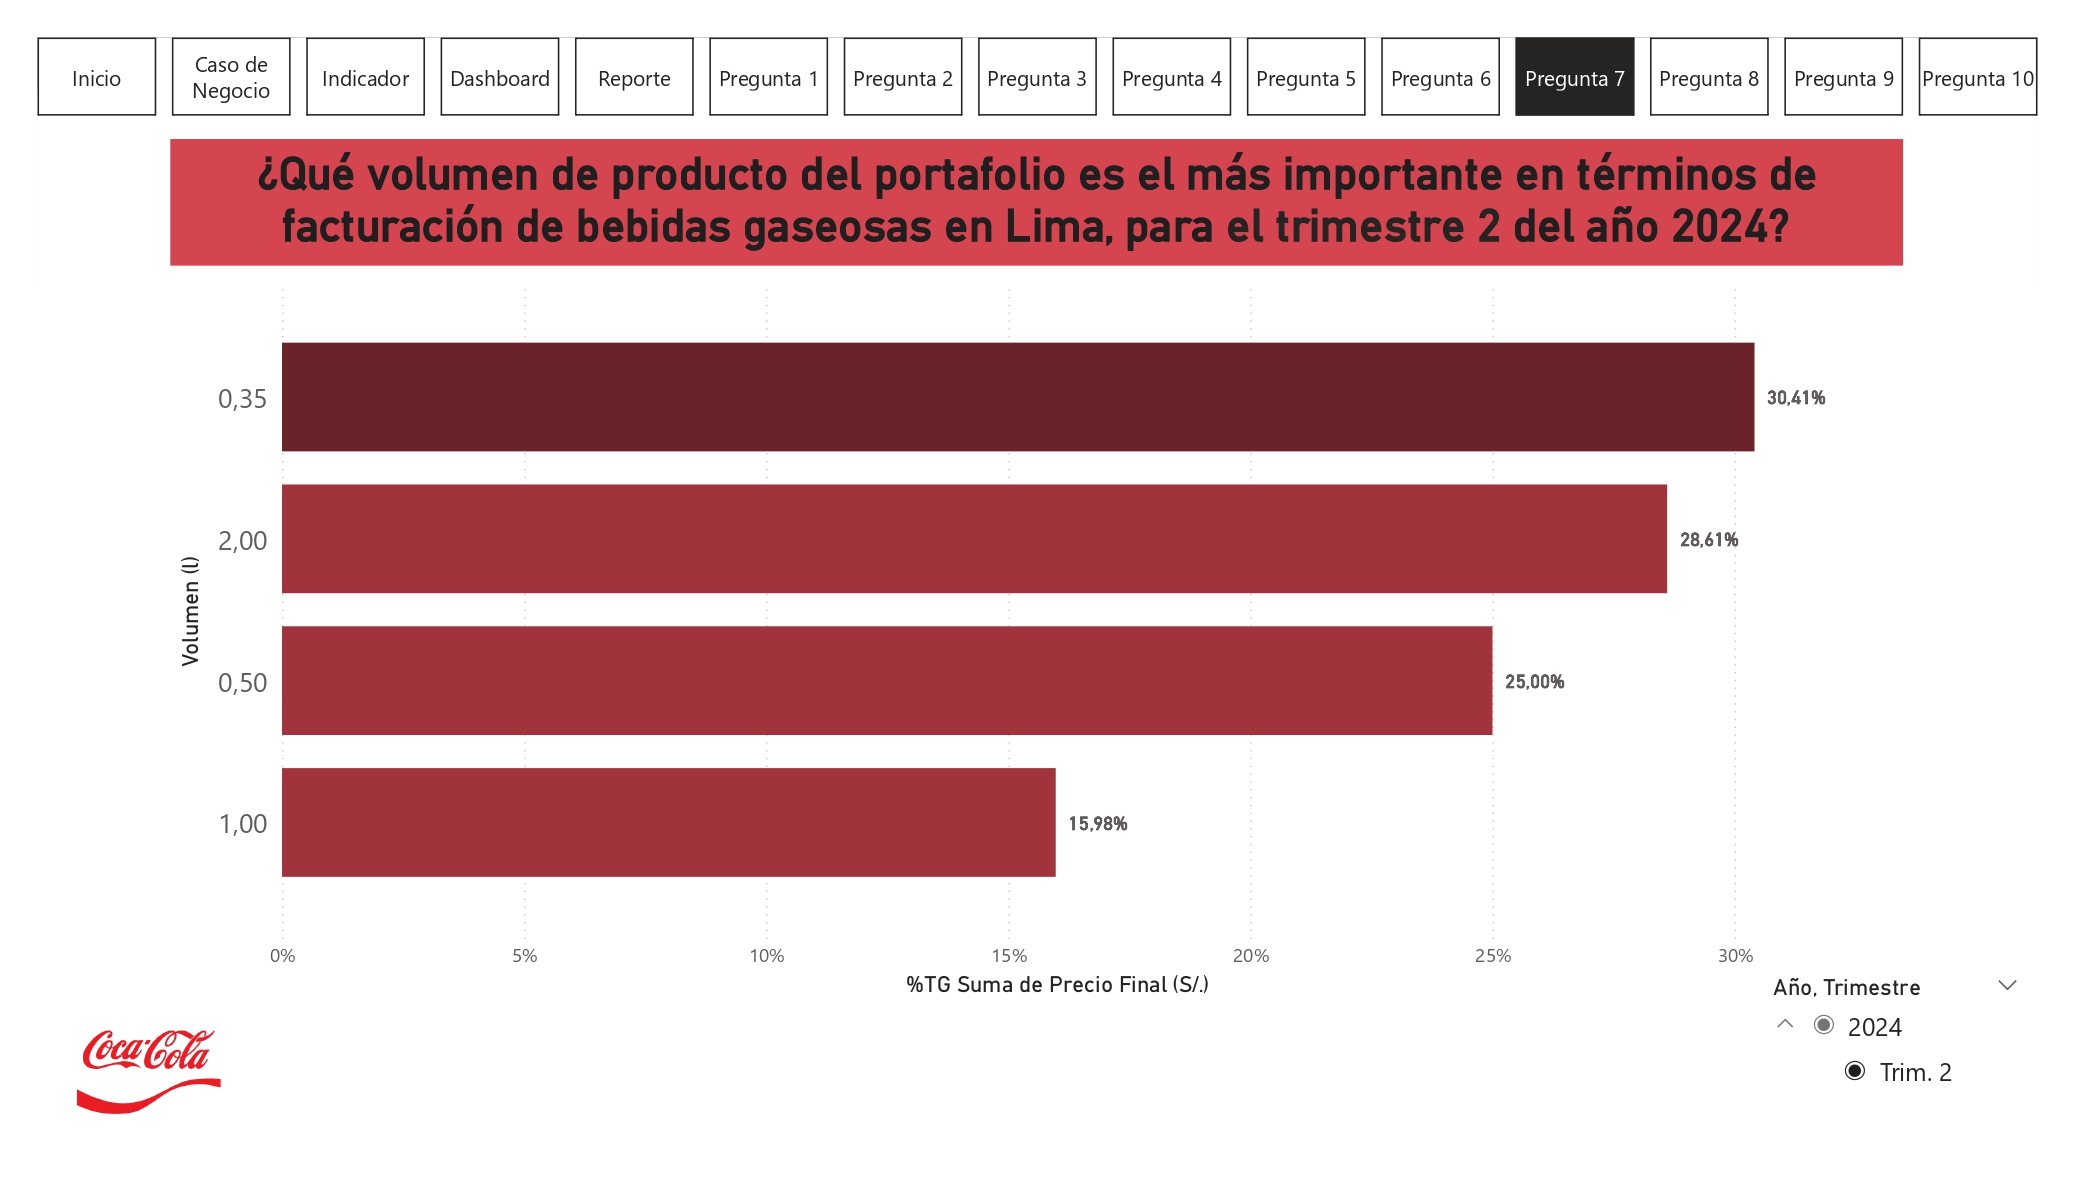 Inicio
Caso de
Negocio
Indicador
Dashboard
Reporte
Pregunta 1
Pregunta 2
Pregunta 3
Pregunta 4
Pregunta 5
Pregunta 6
Pregunta 7
Pregunta 8
Pregunta 9
Pregunta 10
¿Qué volumen de producto del portafolio es el más importante en términos de
facturación de bebidas gaseosas en Lima, para el trimestre 2 del año 2024?
Volumen (l)
0,35
30,41%
2,00
28,61%
0,50
25,00%
1,00
15,98%
0%
5%
10%
15%
20%
25%
30%
%TG Suma de Precio Final (S/.)
Año, Trimestre
2024
Trim. 2
Coca-Cola